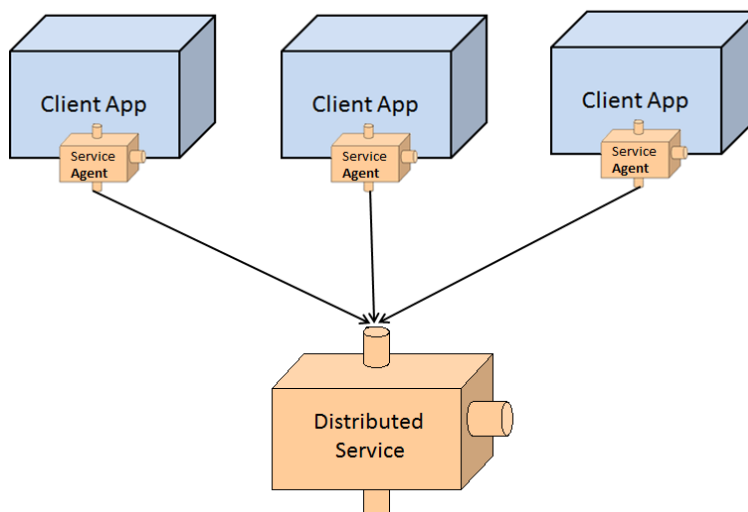 Client App
Service
Agent
Client App
Service
Agent
Client App
Service
Agent
Distributed
Service